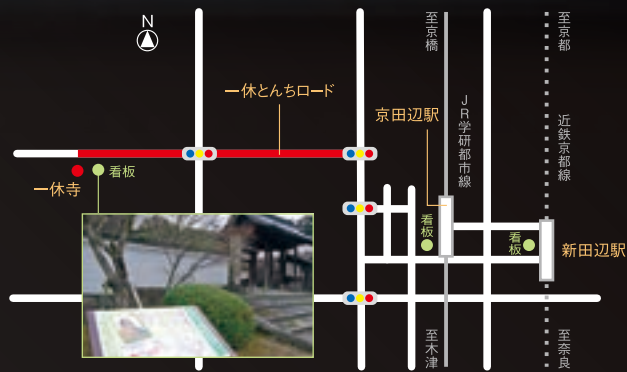 N
至京橋
至京都
一休とんちロード
京田辺駅
JR学研都市線
近鉄京都線
看板
一休寺
看板
看板
新田辺駅
至木津
至奈良